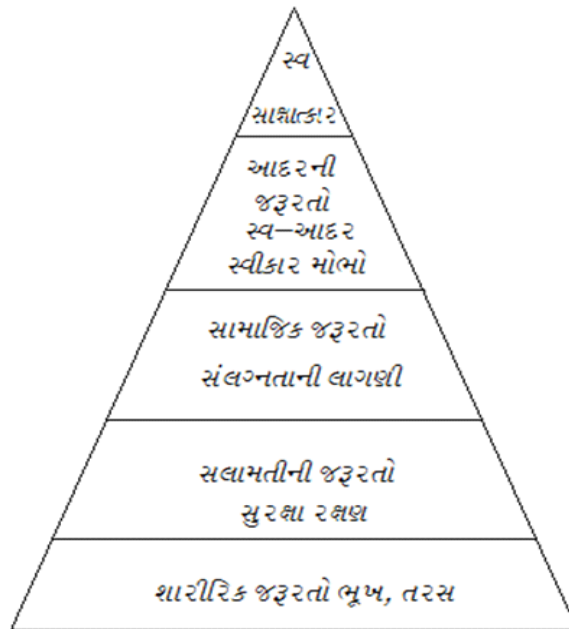 સ્વ
સાક્ષાત્કાર
આદરની
જરૂરતો
સ્વ–આદર
સ્વીકાર મોભો
સામાજિક જરૂરતો
સંલગ્નતાની લાગણી
સલામતીની જરૂરતો
સુરક્ષા રક્ષણ
શારીરિક જરૂરતો ભૂખ, તરસ